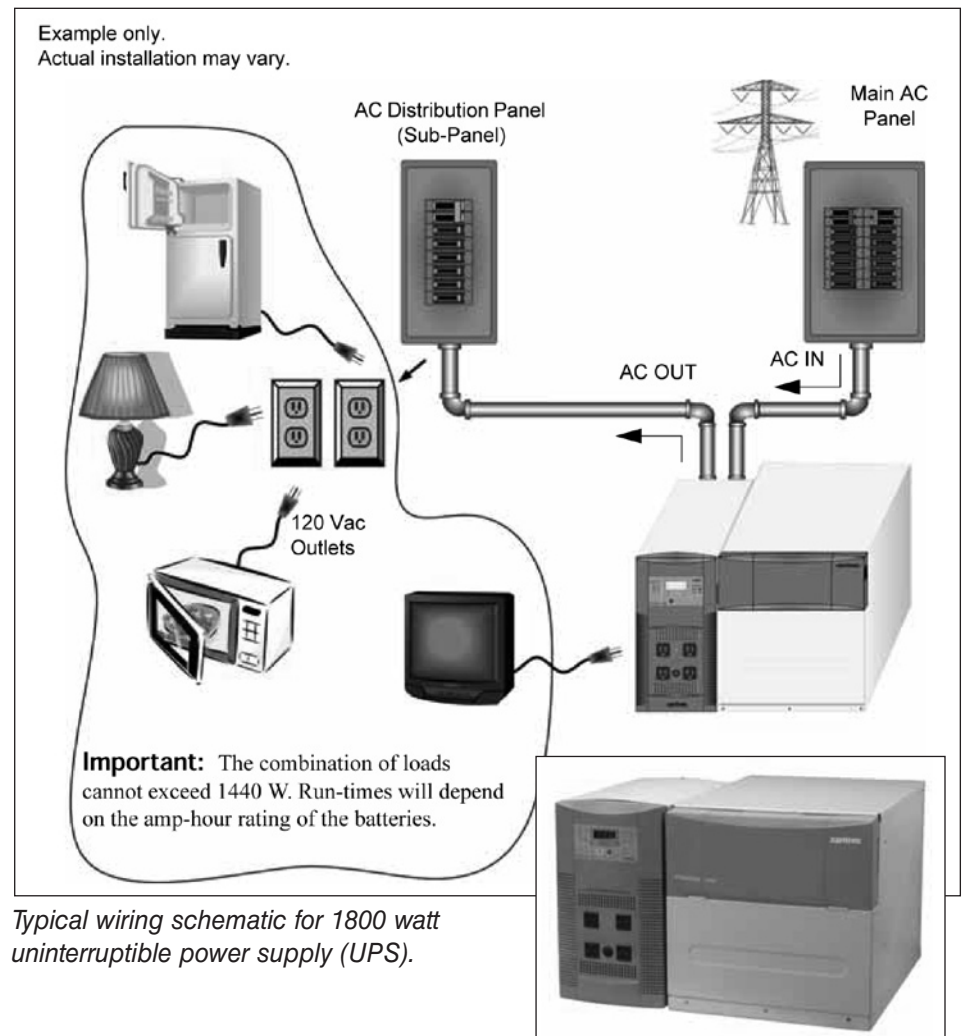 Example only.
Actual installation may vary.
AC Distribution Panel
(Sub-Panel)
Main AC
Panel
AC OUT
AC IN
120 Vac
Outlets
Important: The combination of loads
cannot exceed 1440 W. Run-times will depend
on the amp-hour rating of the batteries.
Typical wiring schematic for 1800 watt
uninterruptible power supply (UPS).